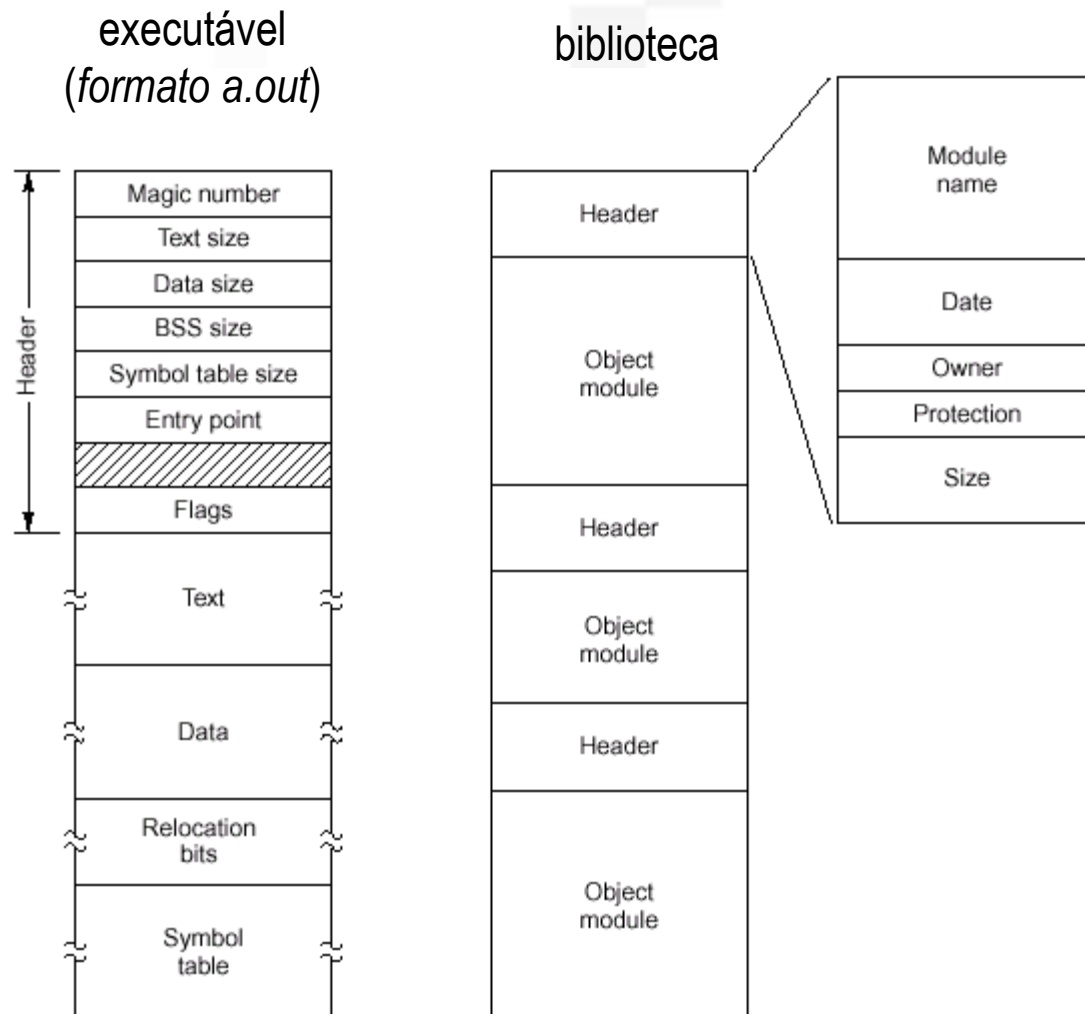 executável
(formato a.out)
Header
Magic number
Text size
Data size
BSS size
Symbol table size
Entry point
Flags
Text
Data
Relocation
bits
Symbol
table
biblioteca
Header
Object
module
Header
Object
module
Header
Object
module
Module
name
Date
Owner
Protection
Size